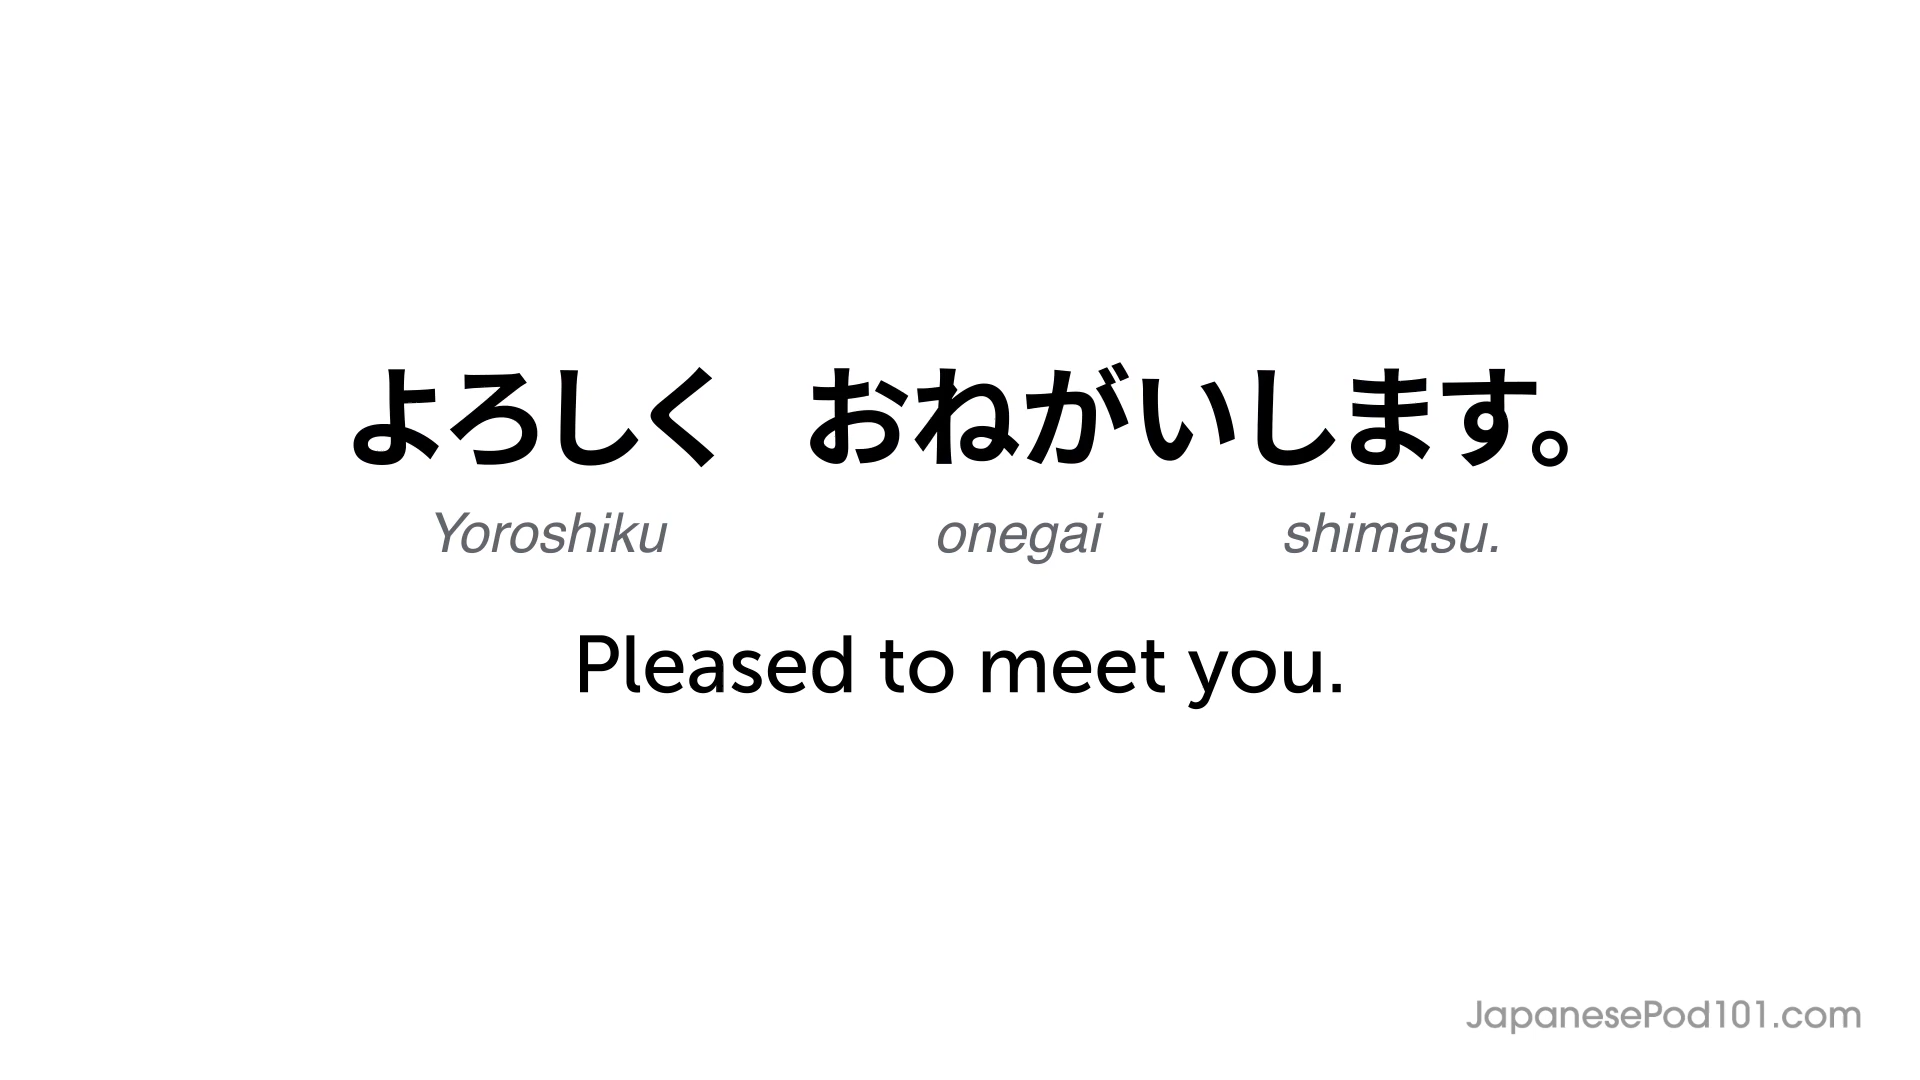 よろしく おねがいします。
Yoroshiku onegai shimasu.
Pleased to meet you.
JapanesePod101.com